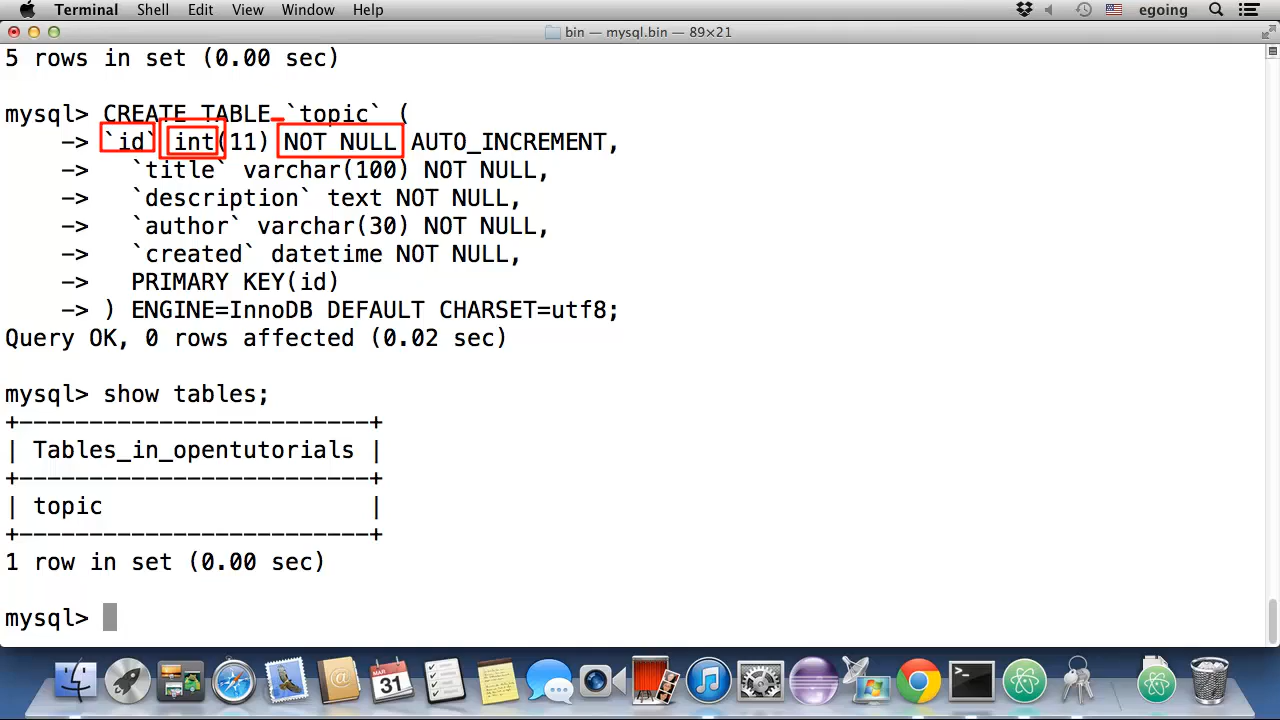 Terminal Shell Edit View Window Help egoing
bin — mysql.bin — 89×21
5 rows in set (0.00 sec)
mysql> CREATE TABLE `topic` (
-> `id` int(11) NOT NULL AUTO_INCREMENT,
-> `title` varchar(100) NOT NULL,
-> `description` text NOT NULL,
-> `author` varchar(30) NOT NULL,
-> `created` datetime NOT NULL,
-> PRIMARY KEY(id)
-> ) ENGINE=InnoDB DEFAULT CHARSET=utf8;
Query OK, 0 rows affected (0.02 sec)
mysql> show tables;
+-------------------------+
| Tables_in_opentutorials |
+-------------------------+
| topic |
+-------------------------+
1 row in set (0.00 sec)
mysql>
MAR
31